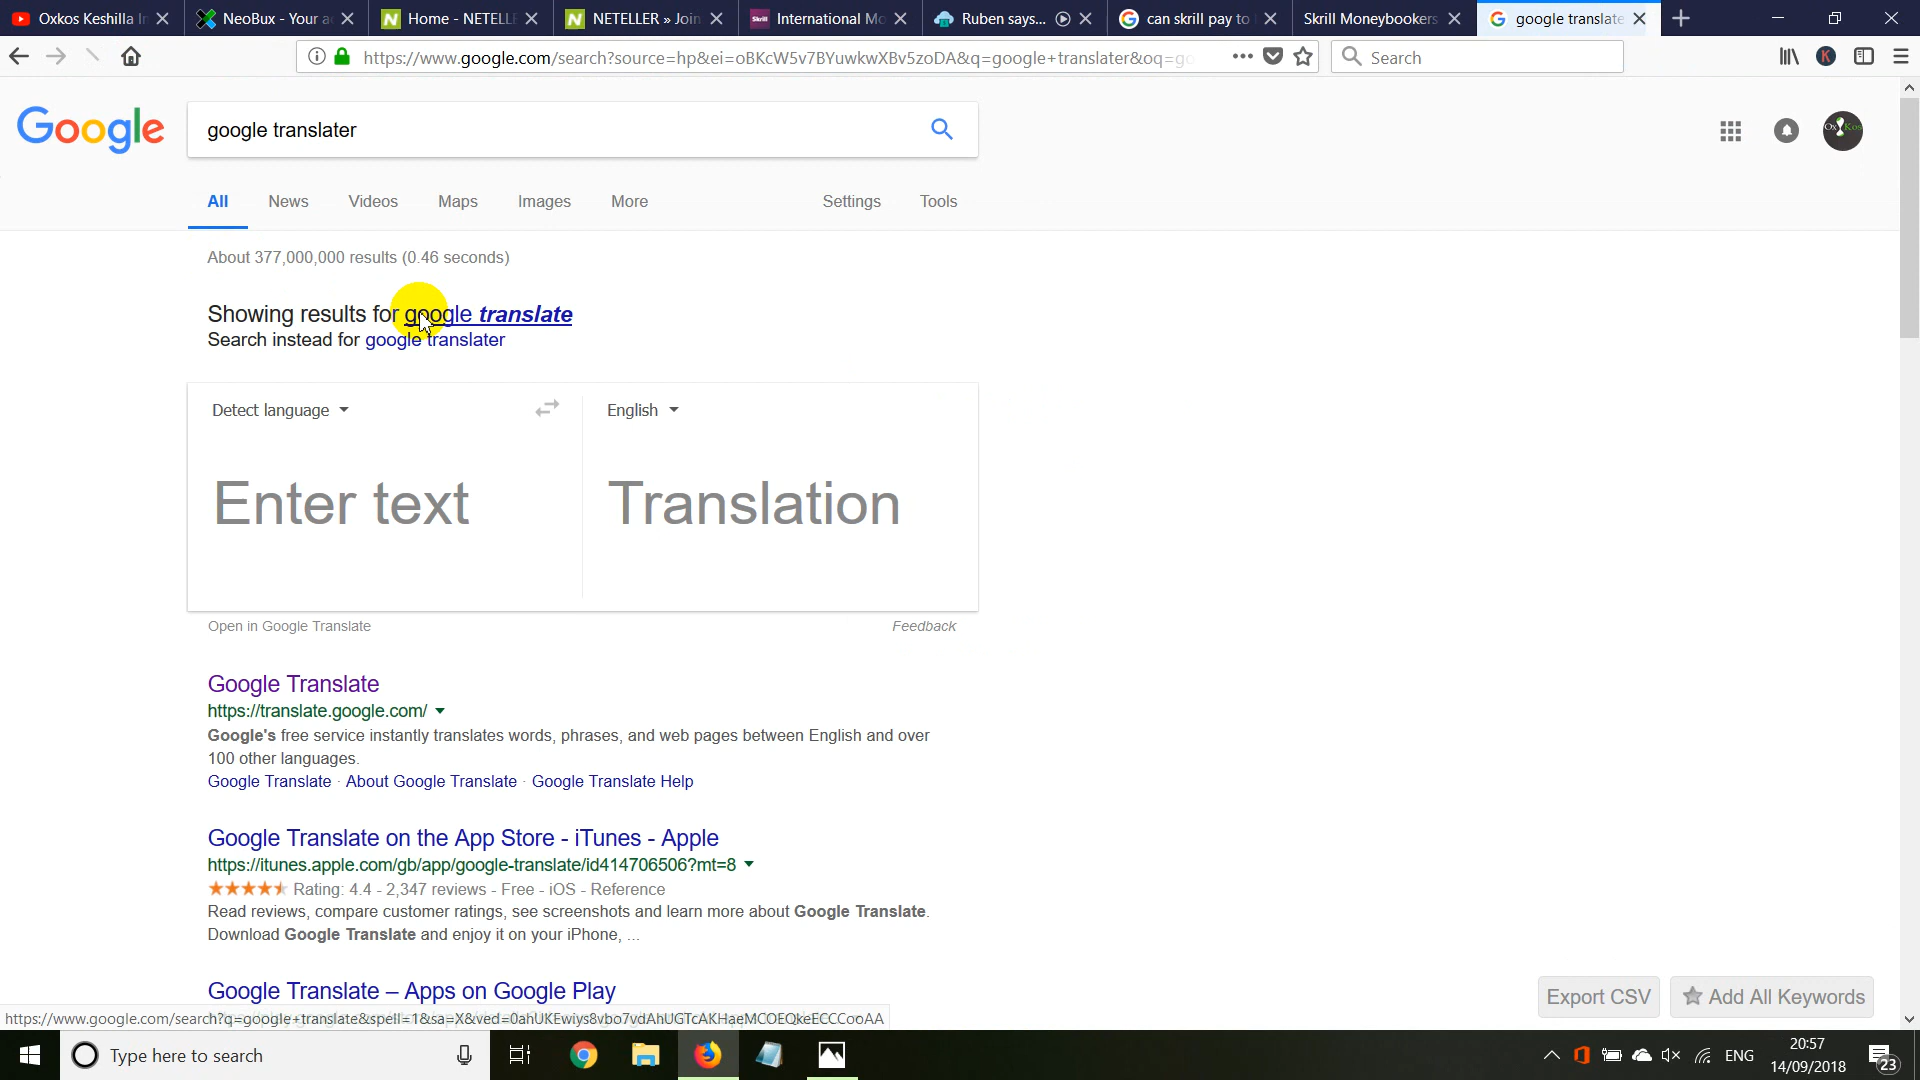 Oxkos Keshilla I
NeoBux - Your a
Home - NETELL
NETELLER » Join
International Mo
Ruben says...
can skrill pay to
Skrill Moneybookers
google translate
https://www.google.com/search?source=hp&ei=oBKcW5v7BYuwkwXBv5zoDA&q=google+translater&oq=go
Search
Google
google translater
All News Videos Maps Images More Settings Tools
About 377,000,000 results (0.46 seconds)
Showing results for google translate
Search instead for google translater
Detect language
English
Enter text
Translation
Open in Google Translate
Feedback
Google Translate
https://translate.google.com/
Google's free service instantly translates words, phrases, and web pages between English and over
100 other languages.
Google Translate · About Google Translate · Google Translate Help
Google Translate on the App Store - iTunes - Apple
https://itunes.apple.com/gb/app/google-translate/id414706506?mt=8
Rating: 4.4 - 2,347 reviews - Free - iOS - Reference
Read reviews, compare customer ratings, see screenshots and learn more about Google Translate.
Download Google Translate and enjoy it on your iPhone, ...
Google Translate – Apps on Google Play
Export CSV
Add All Keywords
https://www.google.com/search?q=google+translate&spell=1&sa=X&ved=0ahUKEwiys8vbo7vdAhUGTcAKHaeMCOEQkeECCCooAA
Type here to search
ENG
20:57
14/09/2018
23